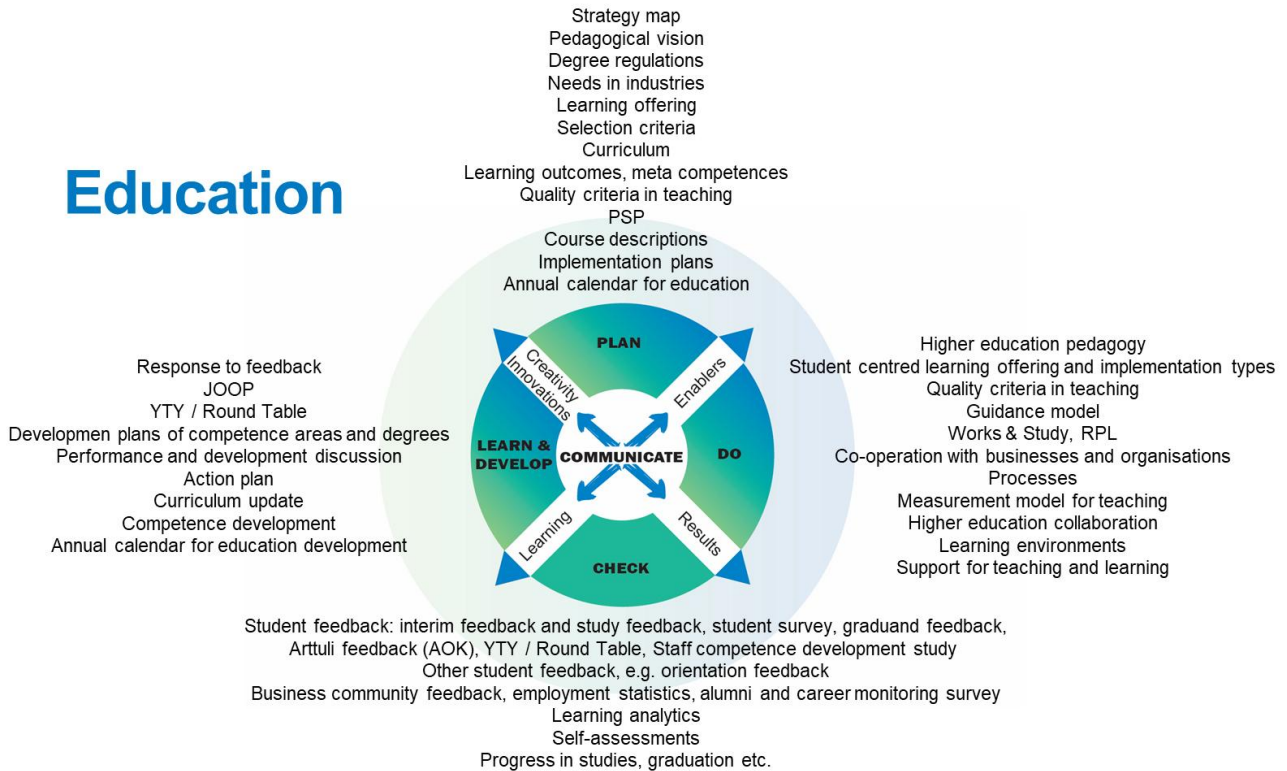 Strategy map
Pedagogical vision
Degree regulations
Needs in industries
Learning offering
Selection criteria
Curriculum
Learning outcomes, meta competences
Quality criteria in teaching
PSP
Course descriptions
Implementation plans
Annual calendar for education
Education
PLAN
Creativity
Innovations
Enablers
LEARN &
DEVELOP
COMMUNICATE
DO
Learning
Results
CHECK
Response to feedback
JOOP
YTY / Round Table
Developmen plans of competence areas and degrees
Performance and development discussion
Action plan
Curriculum update
Competence development
Annual calendar for education development
Higher education pedagogy
Student centred learning offering and implementation types
Quality criteria in teaching
Guidance model
Works & Study, RPL
Co-operation with businesses and organisations
Processes
Measurement model for teaching
Higher education collaboration
Learning environments
Support for teaching and learning
Student feedback: interim feedback and study feedback, student survey, graduand feedback,
Arttuli feedback (AOK), YTY / Round Table, Staff competence development study
Other student feedback, e.g. orientation feedback
Business community feedback, employment statistics, alumni and career monitoring survey
Learning analytics
Self-assessments
Progress in studies, graduation etc.